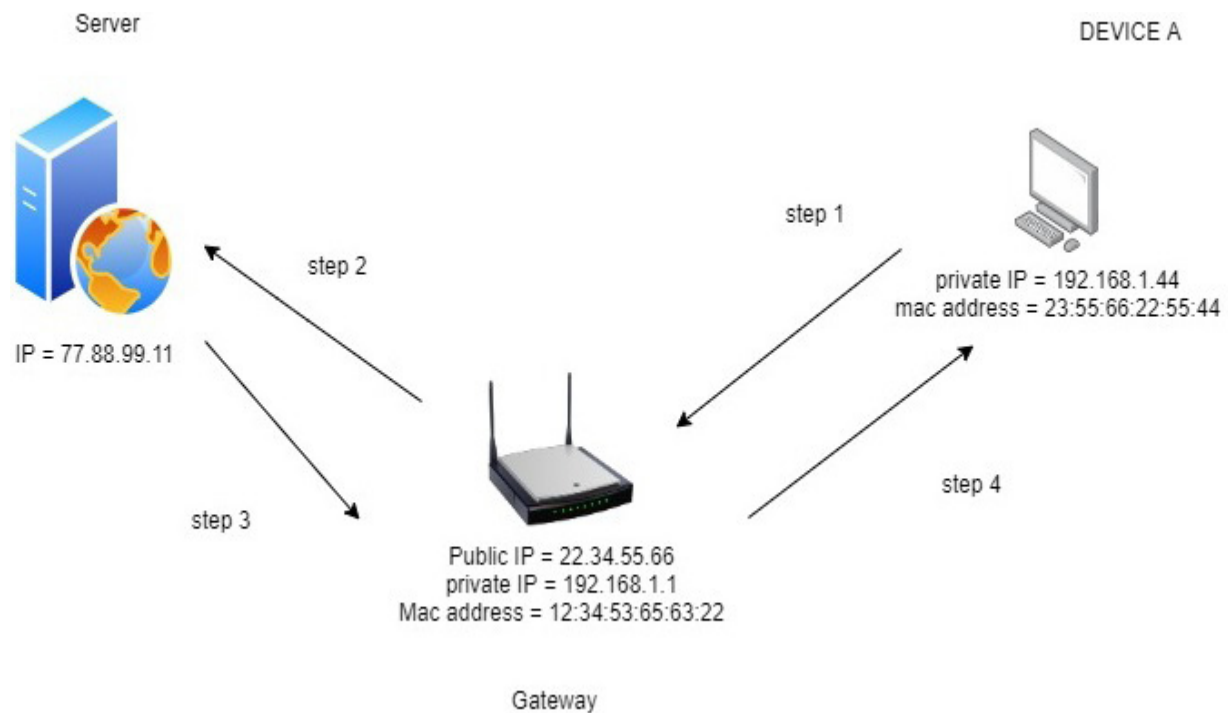 Server
DEVICE A
step 1
step 2
private IP = 192.168.1.44
mac address = 23:55:66:22:55:44
IP = 77.88.99.11
step 3
step 4
Public IP = 22.34.55.66
private IP = 192.168.1.1
Mac address = 12:34:53:65:63:22
Gateway